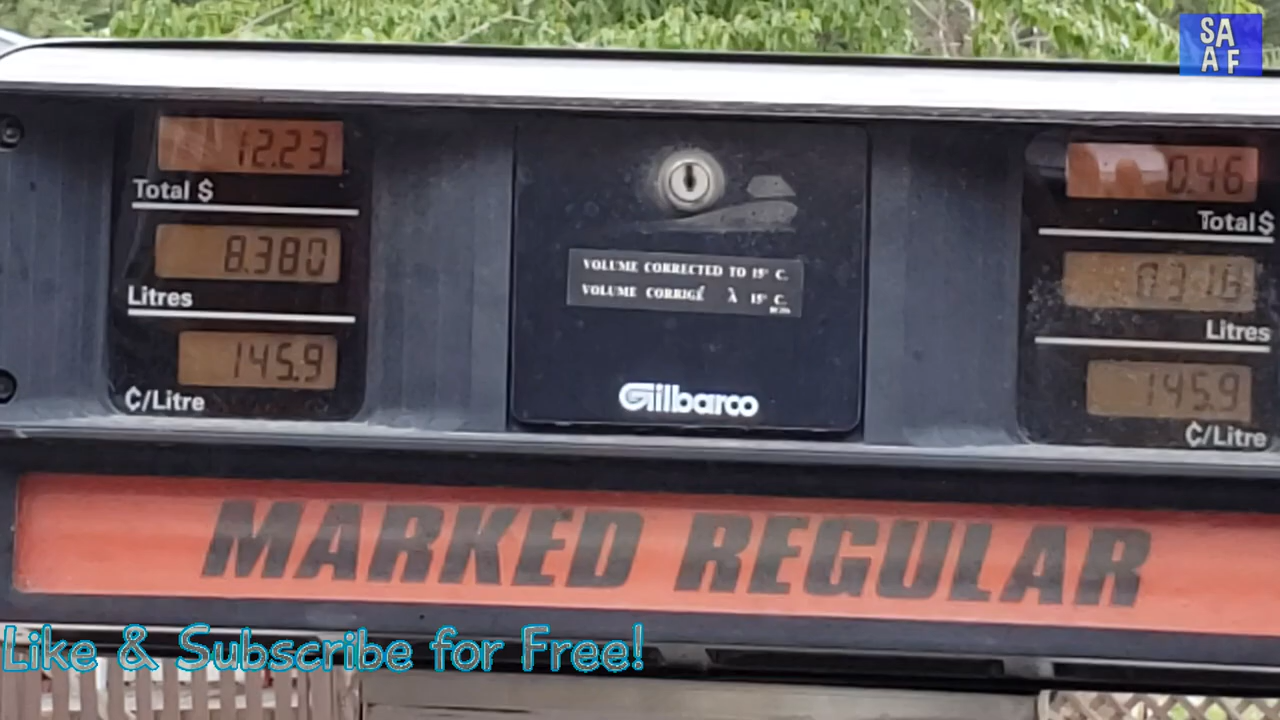 SA
AF
12.23
Total $
8.380
Litres
145.9
₵/Litre
VOLUME CORRECTED TO 15° C.
VOLUME CORRIGÉ À 15° C.
Gilbarco
0.46
Total $
Litres
145.9
₵/Litre
MARKED REGULAR
Like & Subscribe for Free!